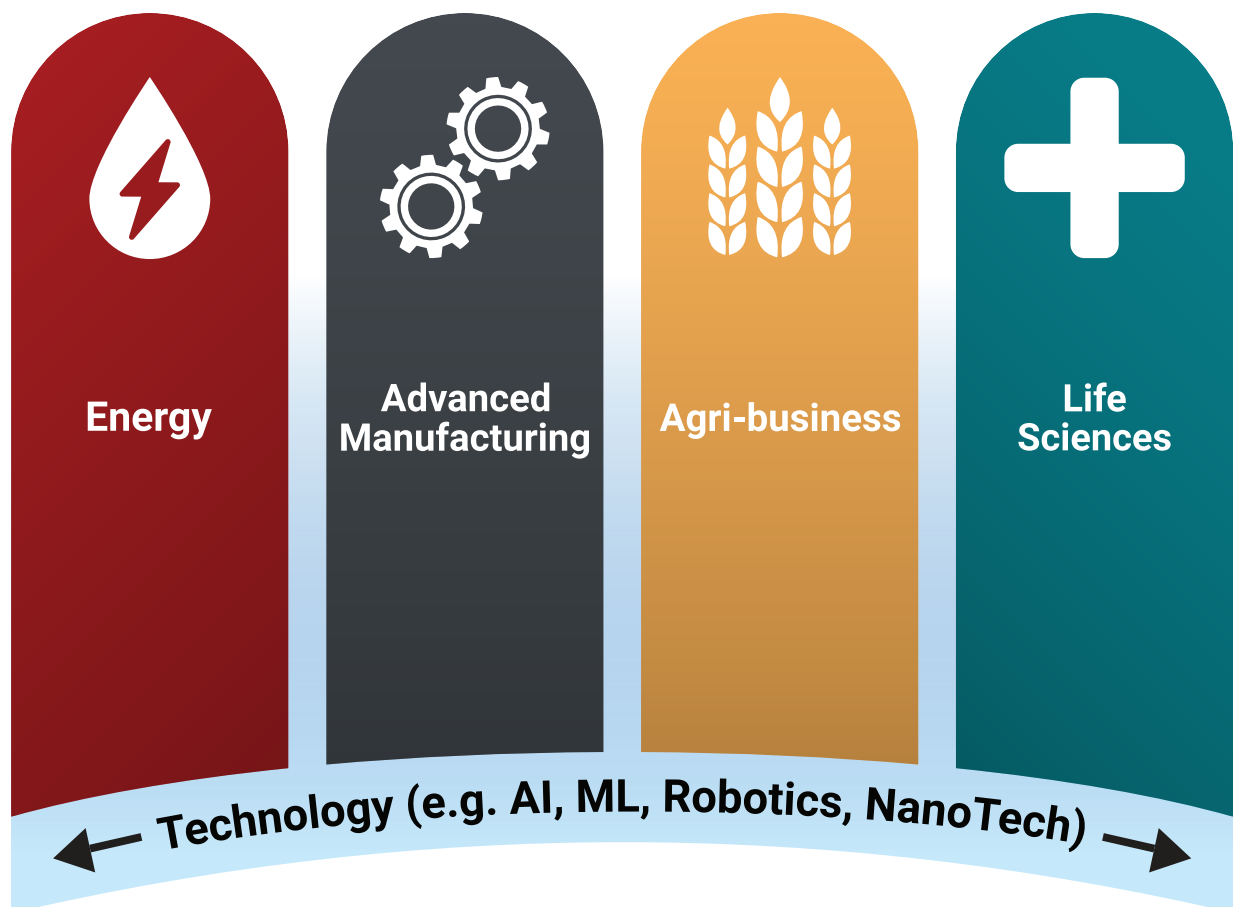 Energy
Advanced
Manufacturing
Agri-business
Life
Sciences
Technology (e.g. AI, ML, Robotics, NanoTech)